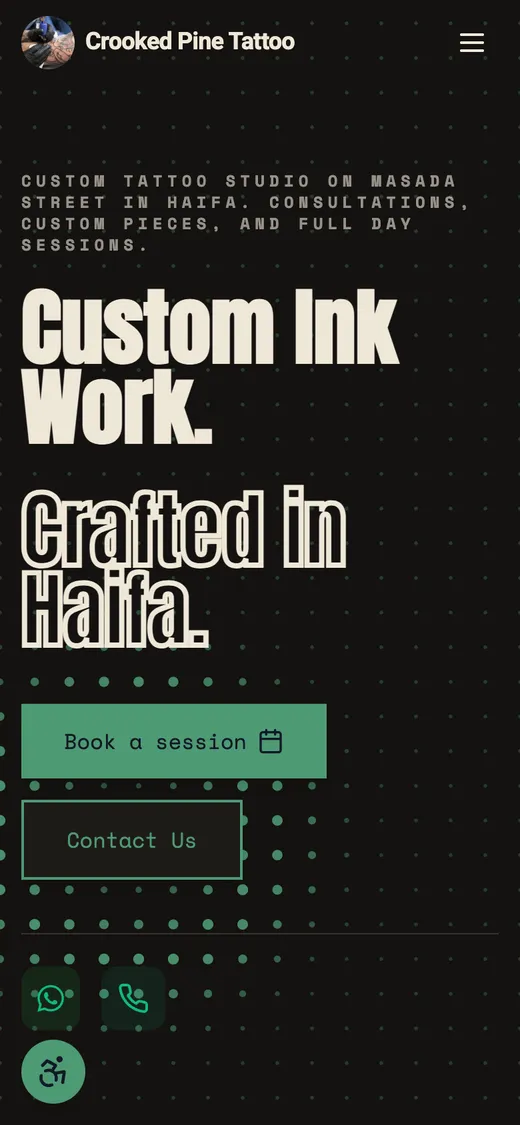 Crooked Pine Tattoo
CUSTOM TATTOO STUDIO ON MASADA
STREET IN HAIFA. CONSULTATIONS,
CUSTOM PIECES, AND FULL DAY
SESSIONS.
Custom Ink
Work.
Crafted in
Haifa.
Book a session
Contact Us